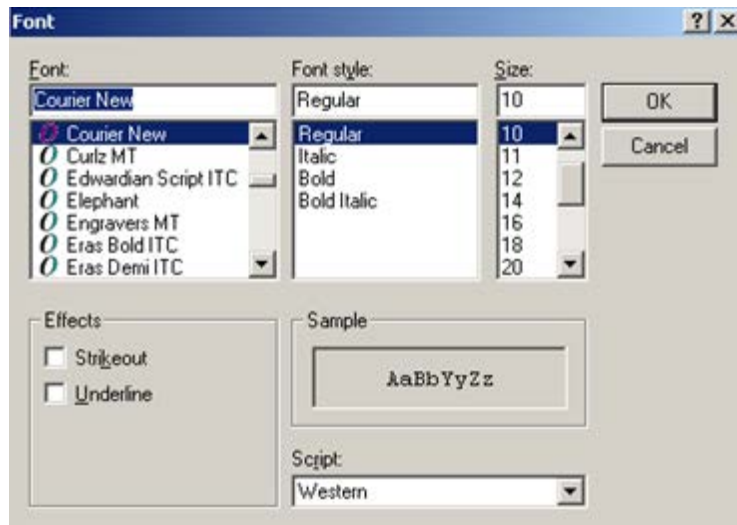 Font
Font:
Courier New
Courier New
Curlz MT
Edwardian Script ITC
Elephant
Engravers MT
Eras Bold ITC
Eras Demi ITC
Font style:
Regular
Regular
Italic
Bold
Bold Italic
Size:
10
10
11
12
14
16
18
20
OK
Cancel
Effects
Strikeout
Underline
Sample
AaBbYyZz
Script:
Western